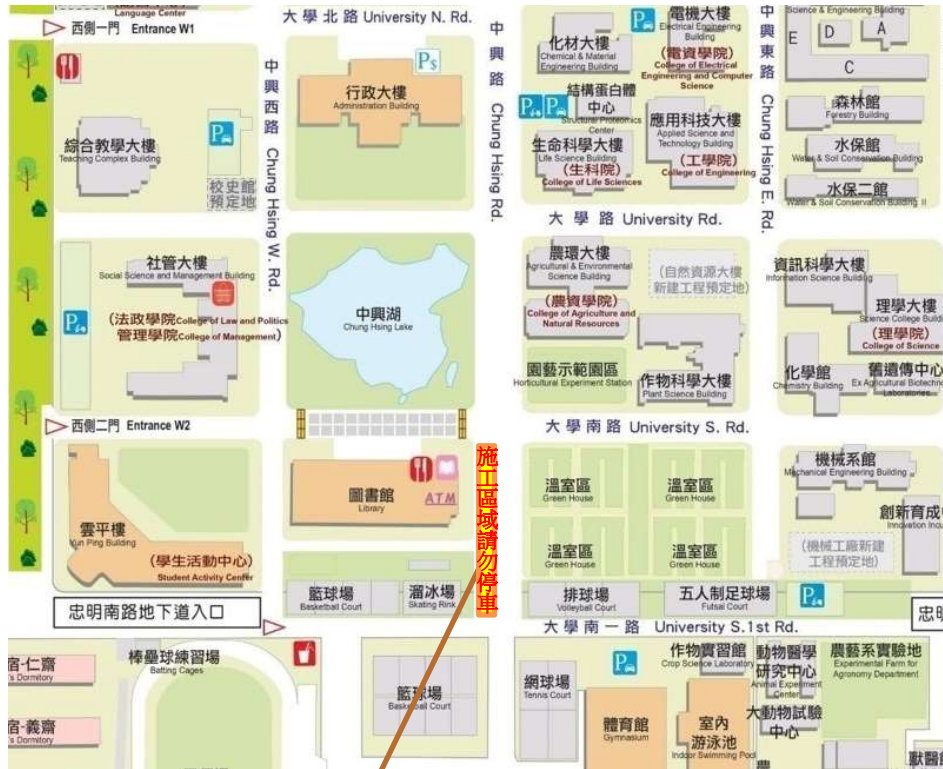 Language Center
西側一門 Entrance W1
大學北路 University N. Rd.
綜合教學大樓
Teaching Complex Building
校史館
預定地
中興西路 Chung Hsing W. Rd.
行政大樓
Administration Building
中興路 Chung Hsing Rd.
化材大樓
Chemical & Material
Engineering Building
電機大樓
Electrical Engineering
Building
(電資學院)
College of Electrical
Engineering and Computer
Science
結構蛋白體
中心
Structural Proteomics
Center
應用科技大樓
Applied Science and
Technology Building
(工學院)
College of Engineering
生命科學大樓
Life Science Building
(生科院)
College of Life Sciences
中興東路 Chung Hsing E. Rd.
Science & Engineering Building
E
D
A
C
森林館
Forestry Building
水保館
Water & Soil Conservation Building
水保二館
Water & Soil Conservation Building II
大學路 University Rd.
社管大樓
Social Science and Management Building
(法政學院College of Law and Politics
管理學院College of Management)
中興湖
Chung Hsing Lake
農環大樓
Agricultural & Environmental
Science Building
(農資學院)
College of Agriculture and
Natural Resources
(自然資源大樓
新建工程預定地)
園藝示範園區
Horticultural Experiment Station
作物科學大樓
Plant Science Building
資訊科學大樓
Information Science Building
理學大樓
Science College Build
(理學院)
College of Science
化學館
Chemistry Building
舊遺傳中心
Ex Agricultural Biotechno
Laboratories
西側二門 Entrance W2
大學南路 University S. Rd.
雲平樓
Yun Ping Building
(學生活動中心)
Student Activity Center
圖書館
Library
ATM
施工區域請勿停車
溫室區
Green House
溫室區
Green House
溫室區
Green House
溫室區
Green House
機械系館
Mechanical Engineering Building
創新育成
Innovation Incu
(機械工廠新建
工程預定地)
籃球場
Basketball Court
溜冰場
Skating Rink
排球場
Volleyball Court
五人制足球場
Futsal Court
忠明南路地下道入口
忠明
大學南一路 University S.1st Rd.
宿-仁齋
's Dormitory
宿-義齋
's Dormitory
棒壘球練習場
Batting Cages
籃球場
Basketball Court
網球場
Tennis Court
體育館
Gymnasium
作物實習館
Crop Science Laboratory
室內
游泳池
Indoor Swimming Pool
動物醫學
研究中心
Animal Experiment
Center
大動物試驗
中心
農藝系實驗地
Experimental Farm for
Agronomy Department
農
獸醫